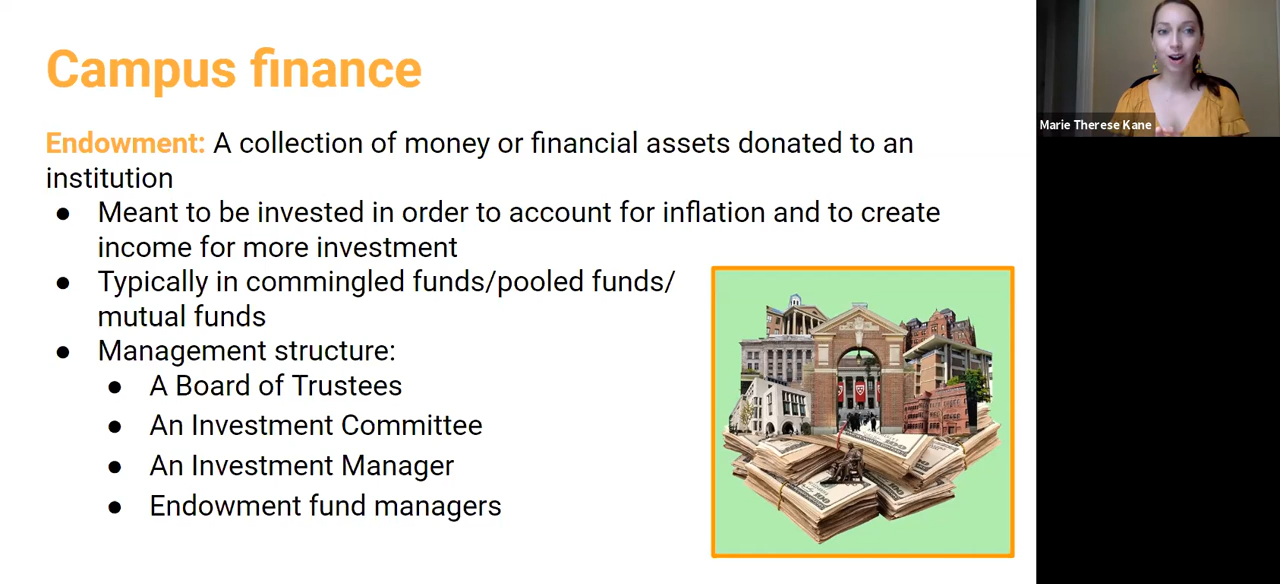 Campus finance
Endowment: A collection of money or financial assets donated to an
institution
● Meant to be invested in order to account for inflation and to create
income for more investment
● Typically in commingled funds/pooled funds/
mutual funds
● Management structure:
● A Board of Trustees
● An Investment Committee
● An Investment Manager
● Endowment fund managers
Marie Therese Kane